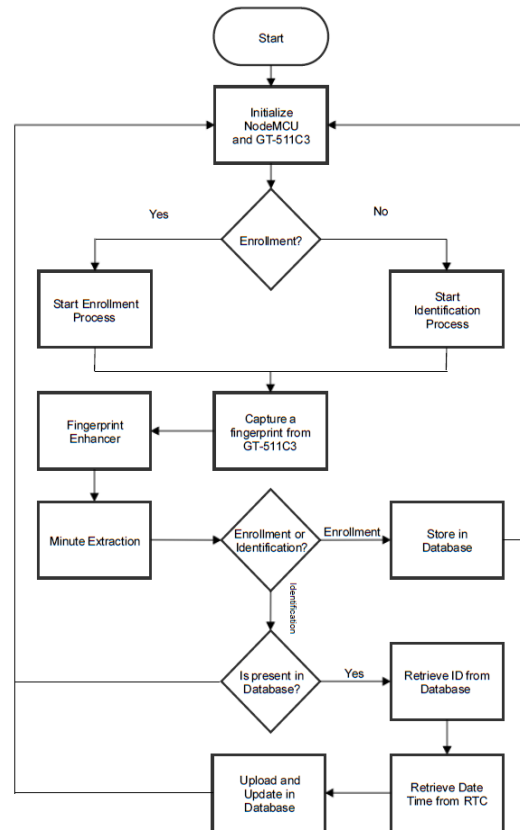 Start
Initialize
NodeMCU
and GT-511C3
Yes
No
Enrollment?
Start Enrollment
Process
Start
Identification
Process
Fingerprint
Enhancer
Capture a
fingerprint from
GT-511C3
Minute Extraction
Enrollment or
Identification?
Enrollment
Store in
Database
Identification
Is present in
Database?
Yes
Retrieve ID from
Database
Upload and
Update in
Database
Retrieve Date
Time from RTC